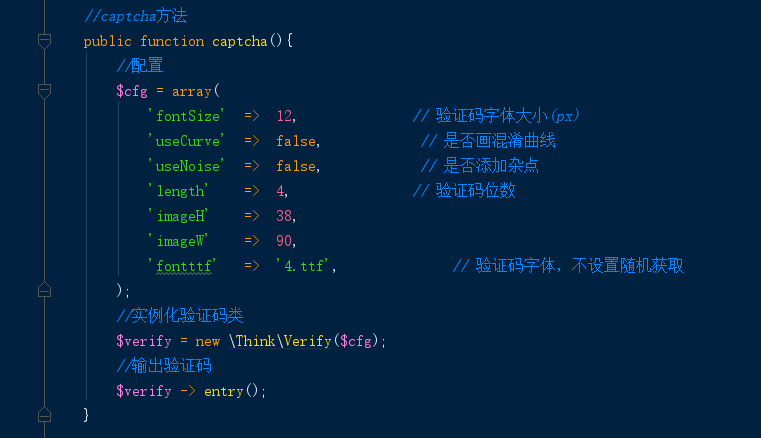 //captcha方法
public function captcha(){
//配置
$cfg = array(
'fontSize' => 12, // 验证码字体大小(px)
'useCurve' => false, // 是否画混淆曲线
'useNoise' => false, // 是否添加杂点
'length' => 4, // 验证码位数
'imageH' => 38,
'imageW' => 90,
'fontttf' => '4.ttf', // 验证码字体，不设置随机获取
);
//实例化验证码类
$verify = new \Think\Verify($cfg);
//输出验证码
$verify -> entry();
}